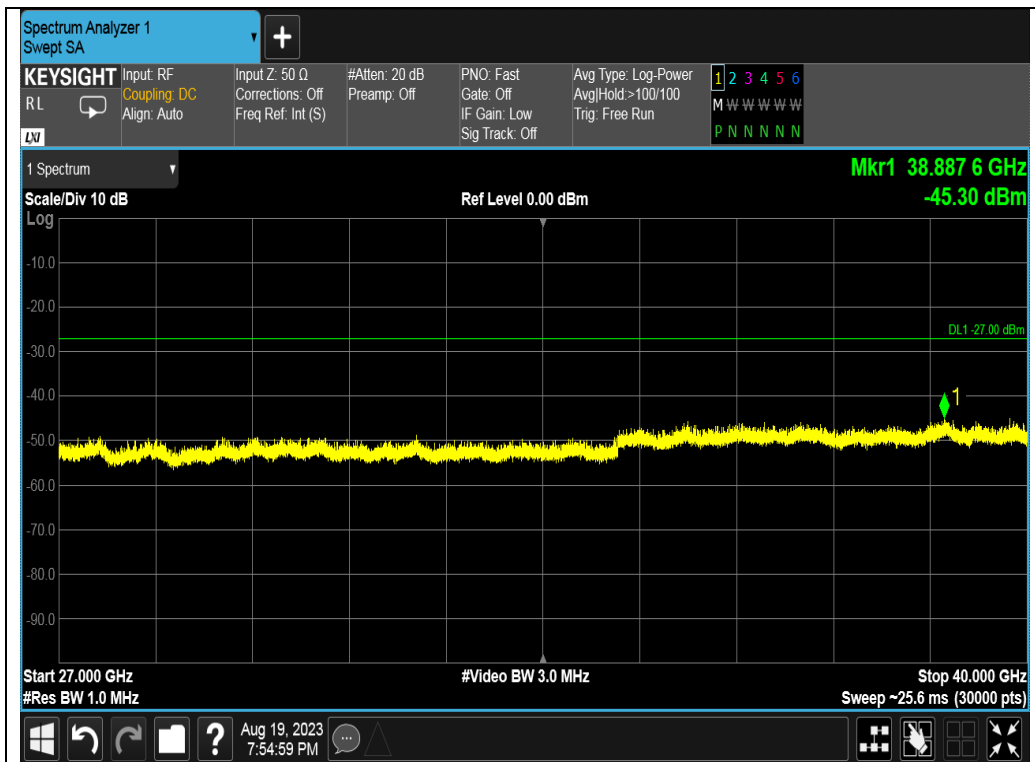 Spectrum Analyzer 1
Swept SA
+
KEYSIGHT
RL
LXI
Input: RF
Coupling: DC
Align: Auto
Input Z: 50 Ω
Corrections: Off
Freq Ref: Int (S)
#Atten: 20 dB
Preamp: Off
PNO: Fast
Gate: Off
IF Gain: Low
Sig Track: Off
Avg Type: Log-Power
Avg|Hold:>100/100
Trig: Free Run
1 2 3 4 5 6
M W W W W W
P N N N N N
1 Spectrum
Mkr1 38.887 6 GHz
-45.30 dBm
Scale/Div 10 dB
Ref Level 0.00 dBm
Log
-10.0
-20.0
DL1 -27.00 dBm
-30.0
-40.0
1
-50.0
-60.0
-70.0
-80.0
-90.0
Start 27.000 GHz
#Video BW 3.0 MHz
Stop 40.000 GHz
#Res BW 1.0 MHz
Sweep ~25.6 ms (30000 pts)
?
Aug 19, 2023
7:54:59 PM